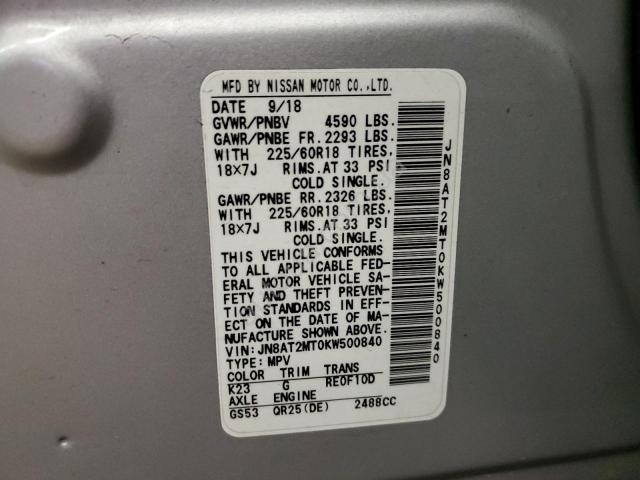 MFD BY NISSAN MOTOR CO.,LTD.
DATE 9/18
GVWR/PNBV 4590 LBS.
GAWR/PNBE FR. 2293 LBS.
WITH 225/60R18 TIRES,
18×7J RIMS.AT 33 PSI
COLD SINGLE.
GAWR/PNBE RR. 2326 LBS.
WITH 225/60R18 TIRES,
18×7J RIMS.AT 33 PSI
COLD SINGLE.
THIS VEHICLE CONFORMS
TO ALL APPLICABLE FED-
ERAL MOTOR VEHICLE SA-
FETY AND THEFT PREVEN-
TION STANDARDS IN EFF-
ECT ON THE DATE OF MA-
NUFACTURE SHOWN ABOVE.
VIN: JN8AT2MT0KW500840
TYPE: MPV
COLOR TRIM TRANS
K23 G RE0F10D
AXLE ENGINE
GS53 QR25(DE) 2488CC
JN8AT2MT0KW500840